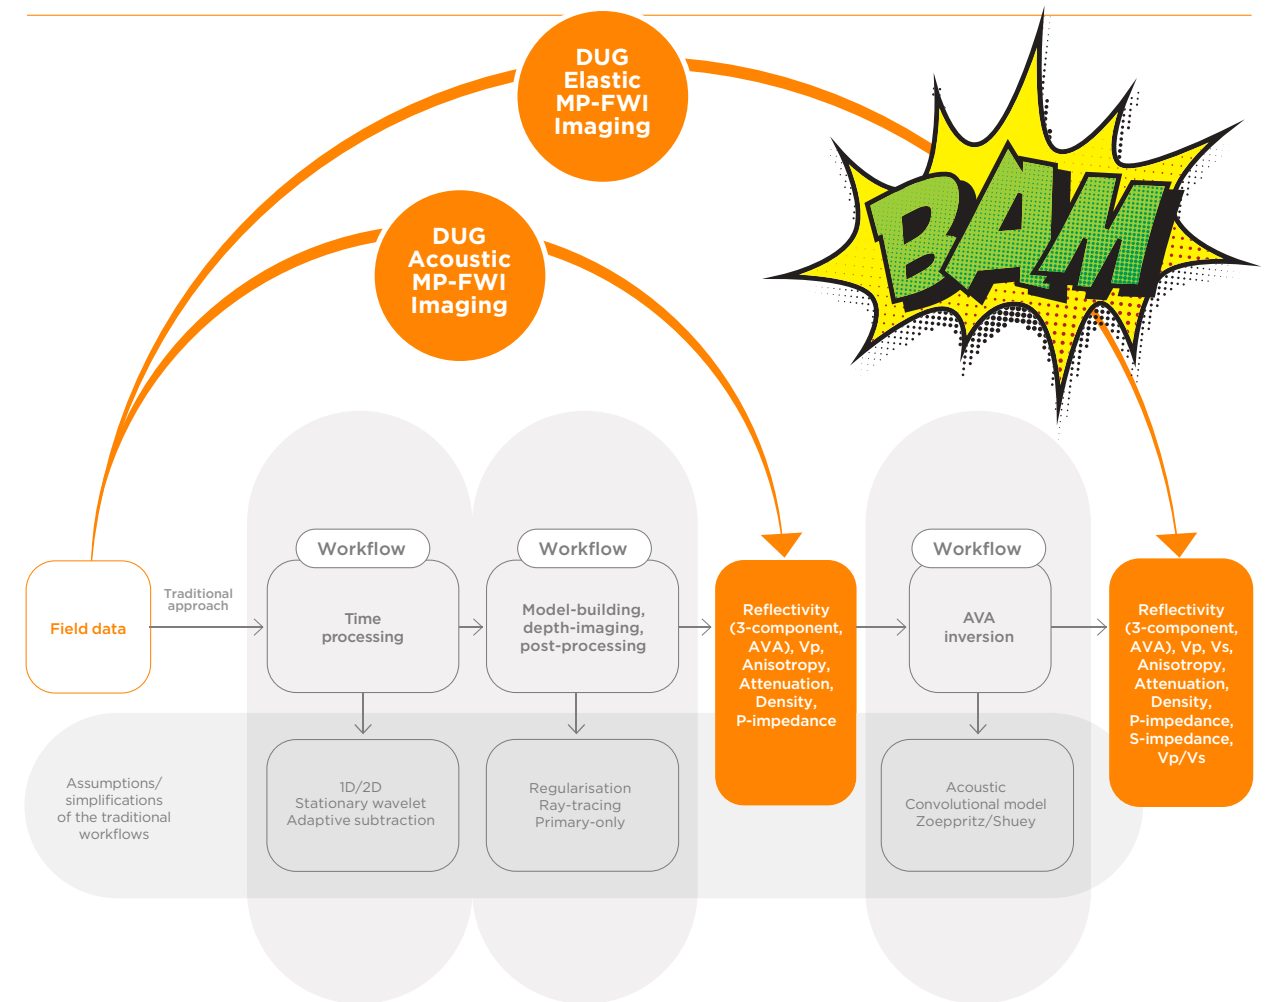 DUG
Elastic
MP-FWI
Imaging
BAM
DUG
Acoustic
MP-FWI
Imaging
Field data
Traditional
approach
Workflow
Time
processing
Workflow
Model-building,
depth-imaging,
post-processing
Reflectivity
(3-component,
AVA), Vp,
Anisotropy,
Attenuation,
Density,
P-impedance
Workflow
AVA
inversion
Reflectivity
(3-component,
AVA), Vp, Vs,
Anisotropy,
Attenuation,
Density,
P-impedance,
S-impedance,
Vp/Vs
Assumptions/
simplifications
of the traditional
workflows
1D/2D
Stationary wavelet
Adaptive subtraction
Regularisation
Ray-tracing
Primary-only
Acoustic
Convolutional model
Zoeppritz/Shuey